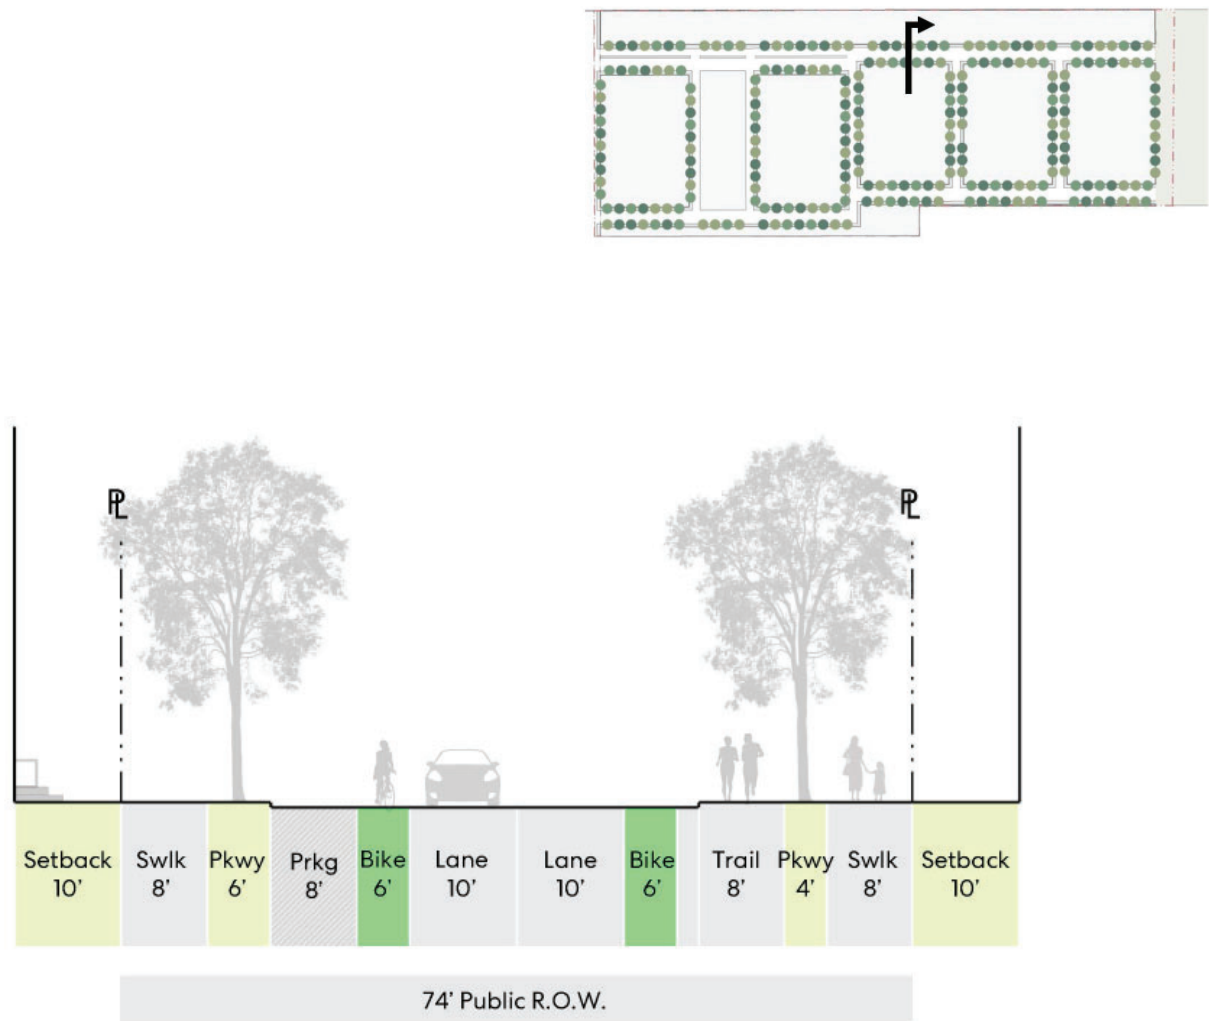 PL
PL
Setback
10’
Swlk
8’
Pkwy
6’
Prkg
8’
Bike
6’
Lane
10’
Lane
10’
Bike
6’
Trail
8’
Pkwy
4’
Swlk
8’
Setback
10’
74’ Public R.O.W.